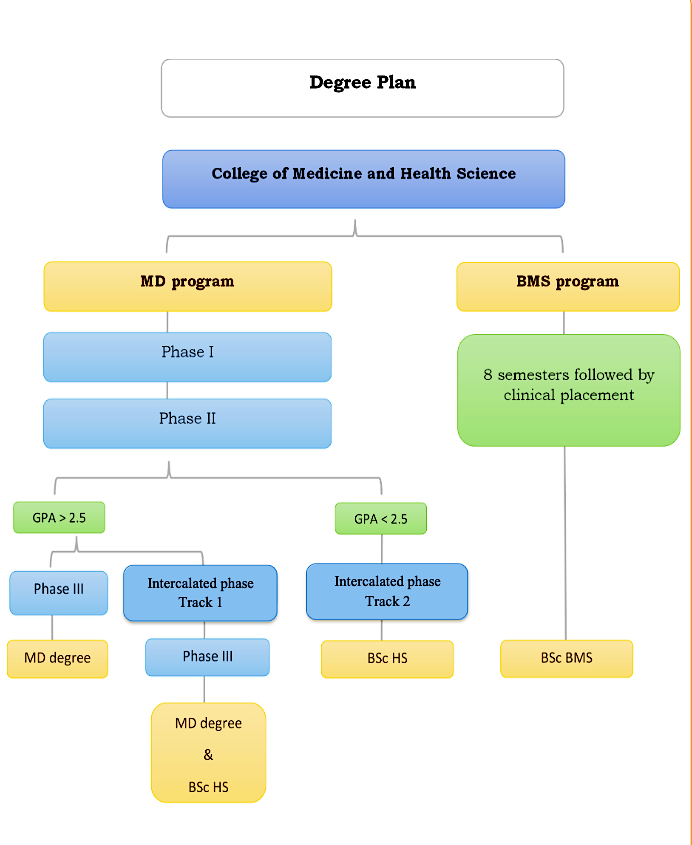 Degree Plan
College of Medicine and Health Science
MD program
BMS program
Phase I
8 semesters followed by
clinical placement
Phase II
GPA > 2.5
GPA < 2.5
Phase III
Intercalated phase
Track 1
Intercalated phase
Track 2
MD degree
Phase III
BSc HS
BSc BMS
MD degree
&
BSc HS